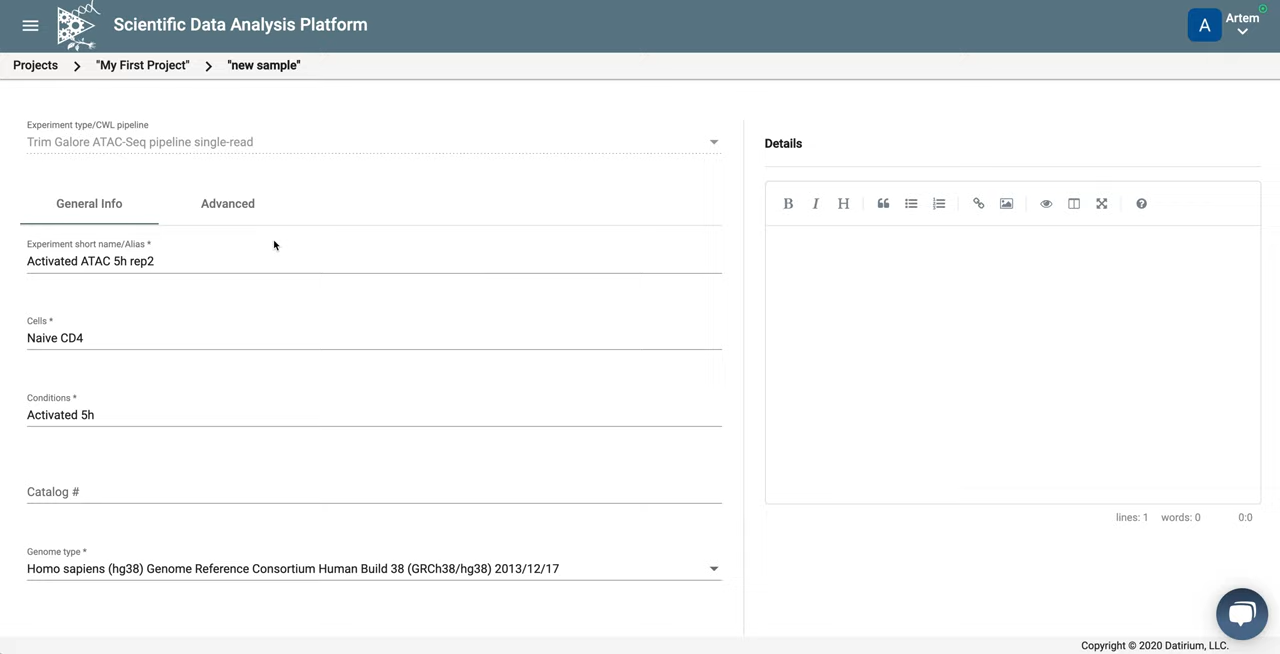 Scientific Data Analysis Platform
A
Artem
Projects > "My First Project" > "new sample"
Experiment type/CWL pipeline
Trim Galore ATAC-Seq pipeline single-read
General Info
Advanced
Experiment short name/Alias *
Activated ATAC 5h rep2
Cells *
Naive CD4
Conditions *
Activated 5h
Catalog #
Genome type *
Homo sapiens (hg38) Genome Reference Consortium Human Build 38 (GRCh38/hg38) 2013/12/17
Details
B I H
lines: 1 words: 0 0:0
Copyright © 2020 Datirium, LLC.